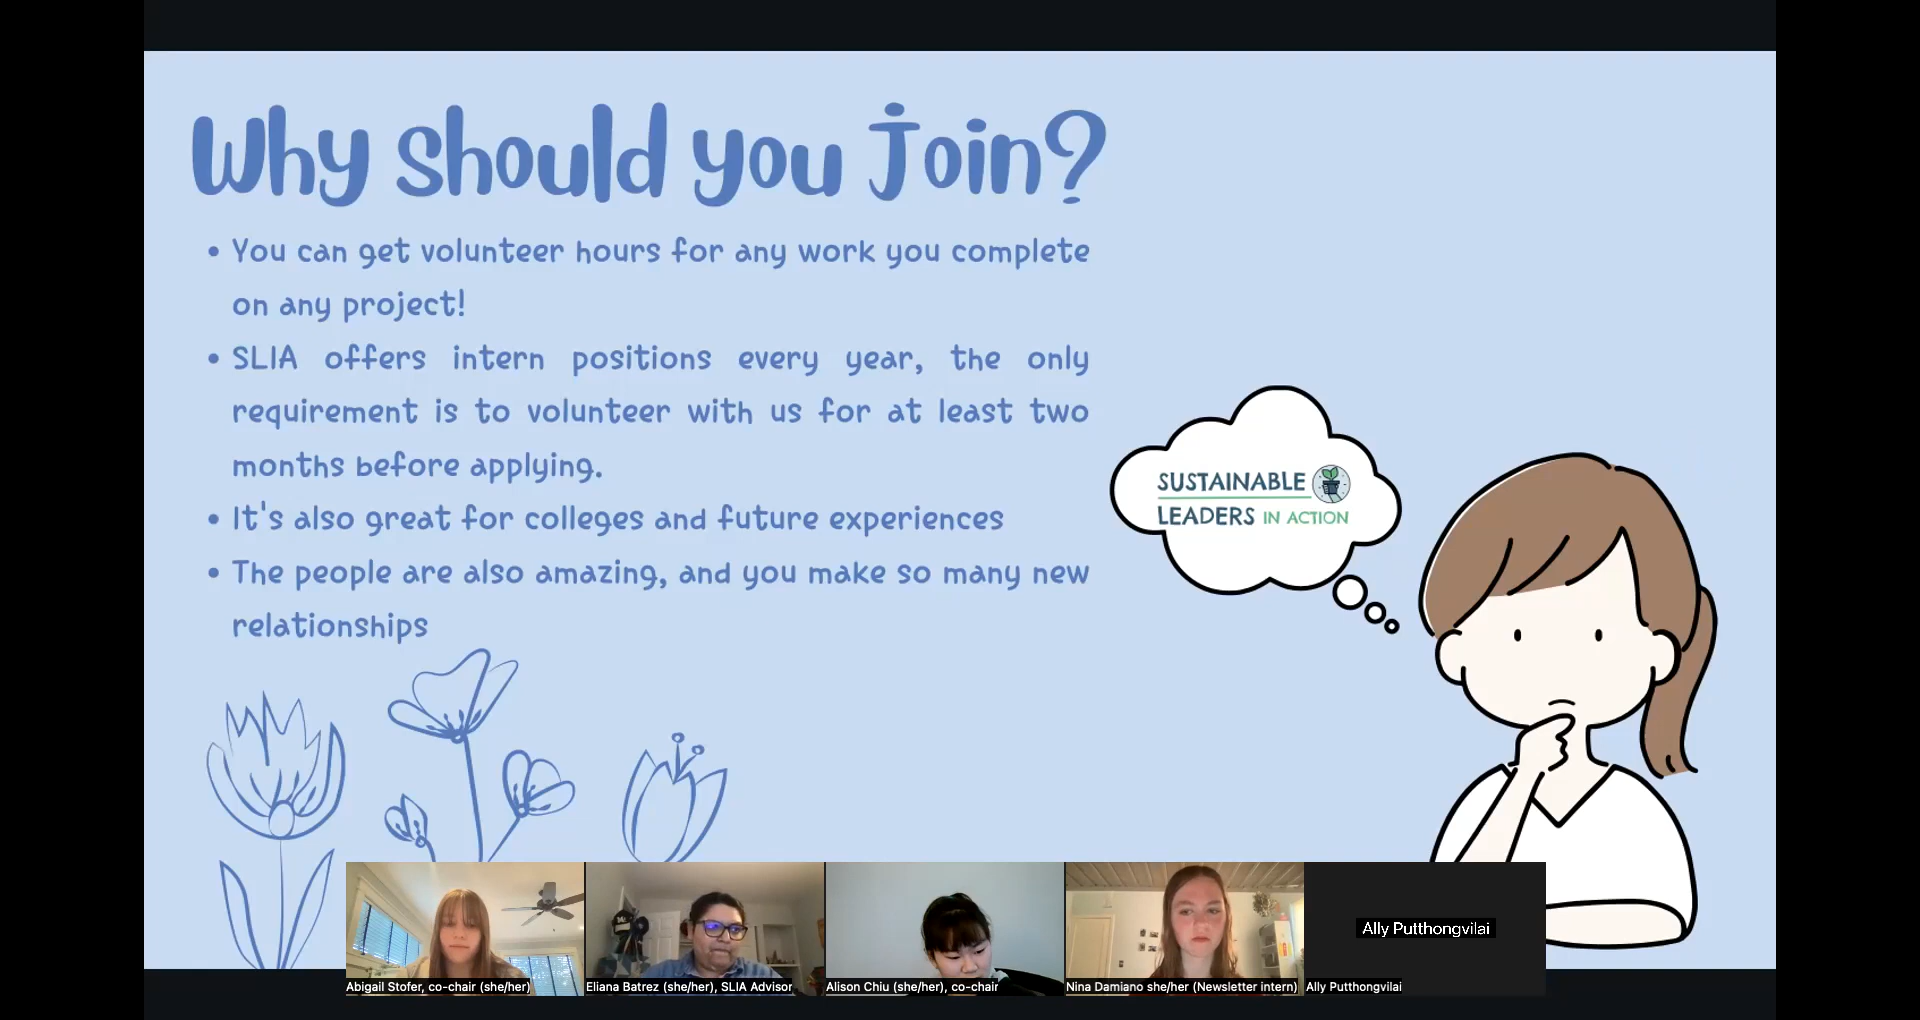 Why should you join?
• You can get volunteer hours for any work you complete
on any project!
• SLIA offers intern positions every year, the only
requirement is to volunteer with us for at least two
months before applying.
• It's also great for colleges and future experiences
• The people are also amazing, and you make so many new
relationships
SUSTAINABLE
LEADERS IN ACTION
Ally Putthongvilai
Abigail Stofer, co-chair (she/her)
Eliana Batrez (she/her), SLIA Advisor
Alison Chiu (she/her), co-chair
Nina Damiano she/her (Newsletter intern)
Ally Putthongvilai